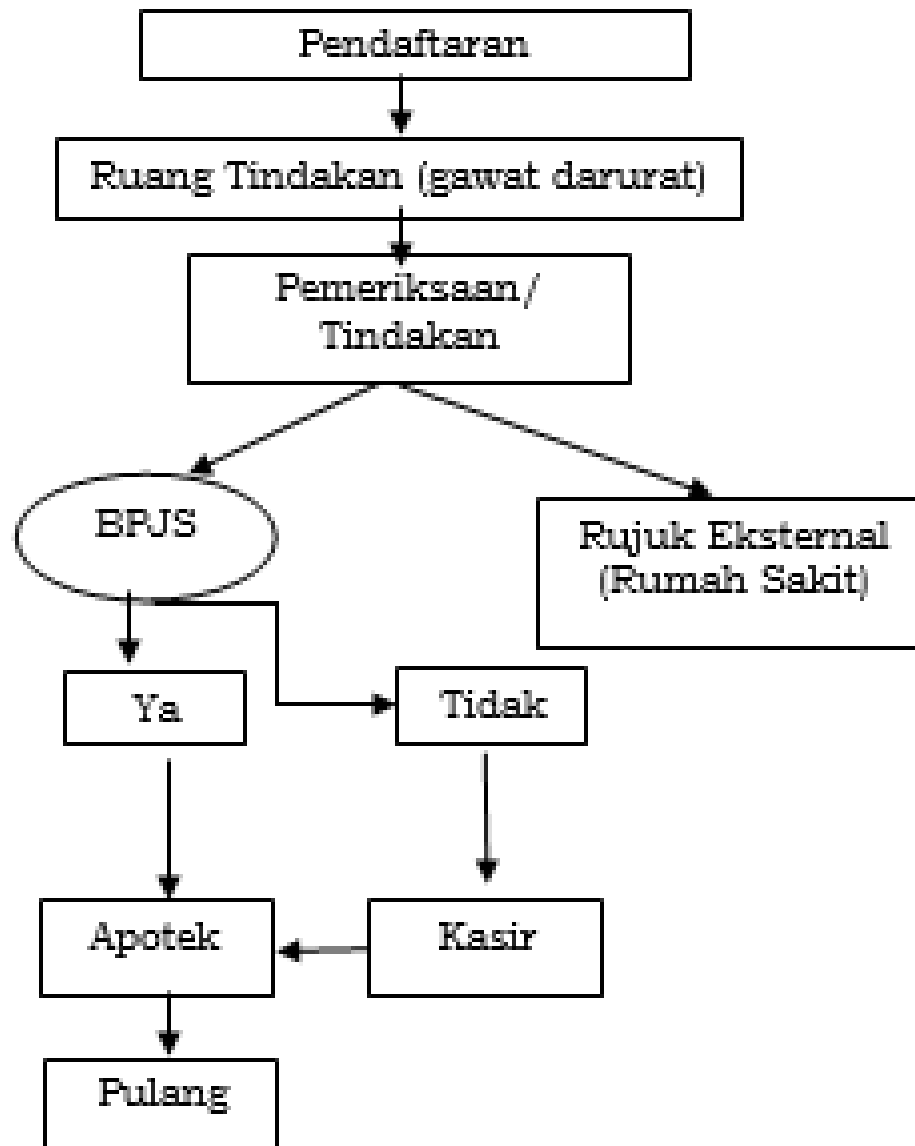 Pendaftaran
Ruang Tindakan (gawat darurat)
Pemeriksaan/
Tindakan
BPJS
Rujuk Eksternal
(Rumah Sakit)
Ya
Tidak
Apotek
Kasir
Pulang